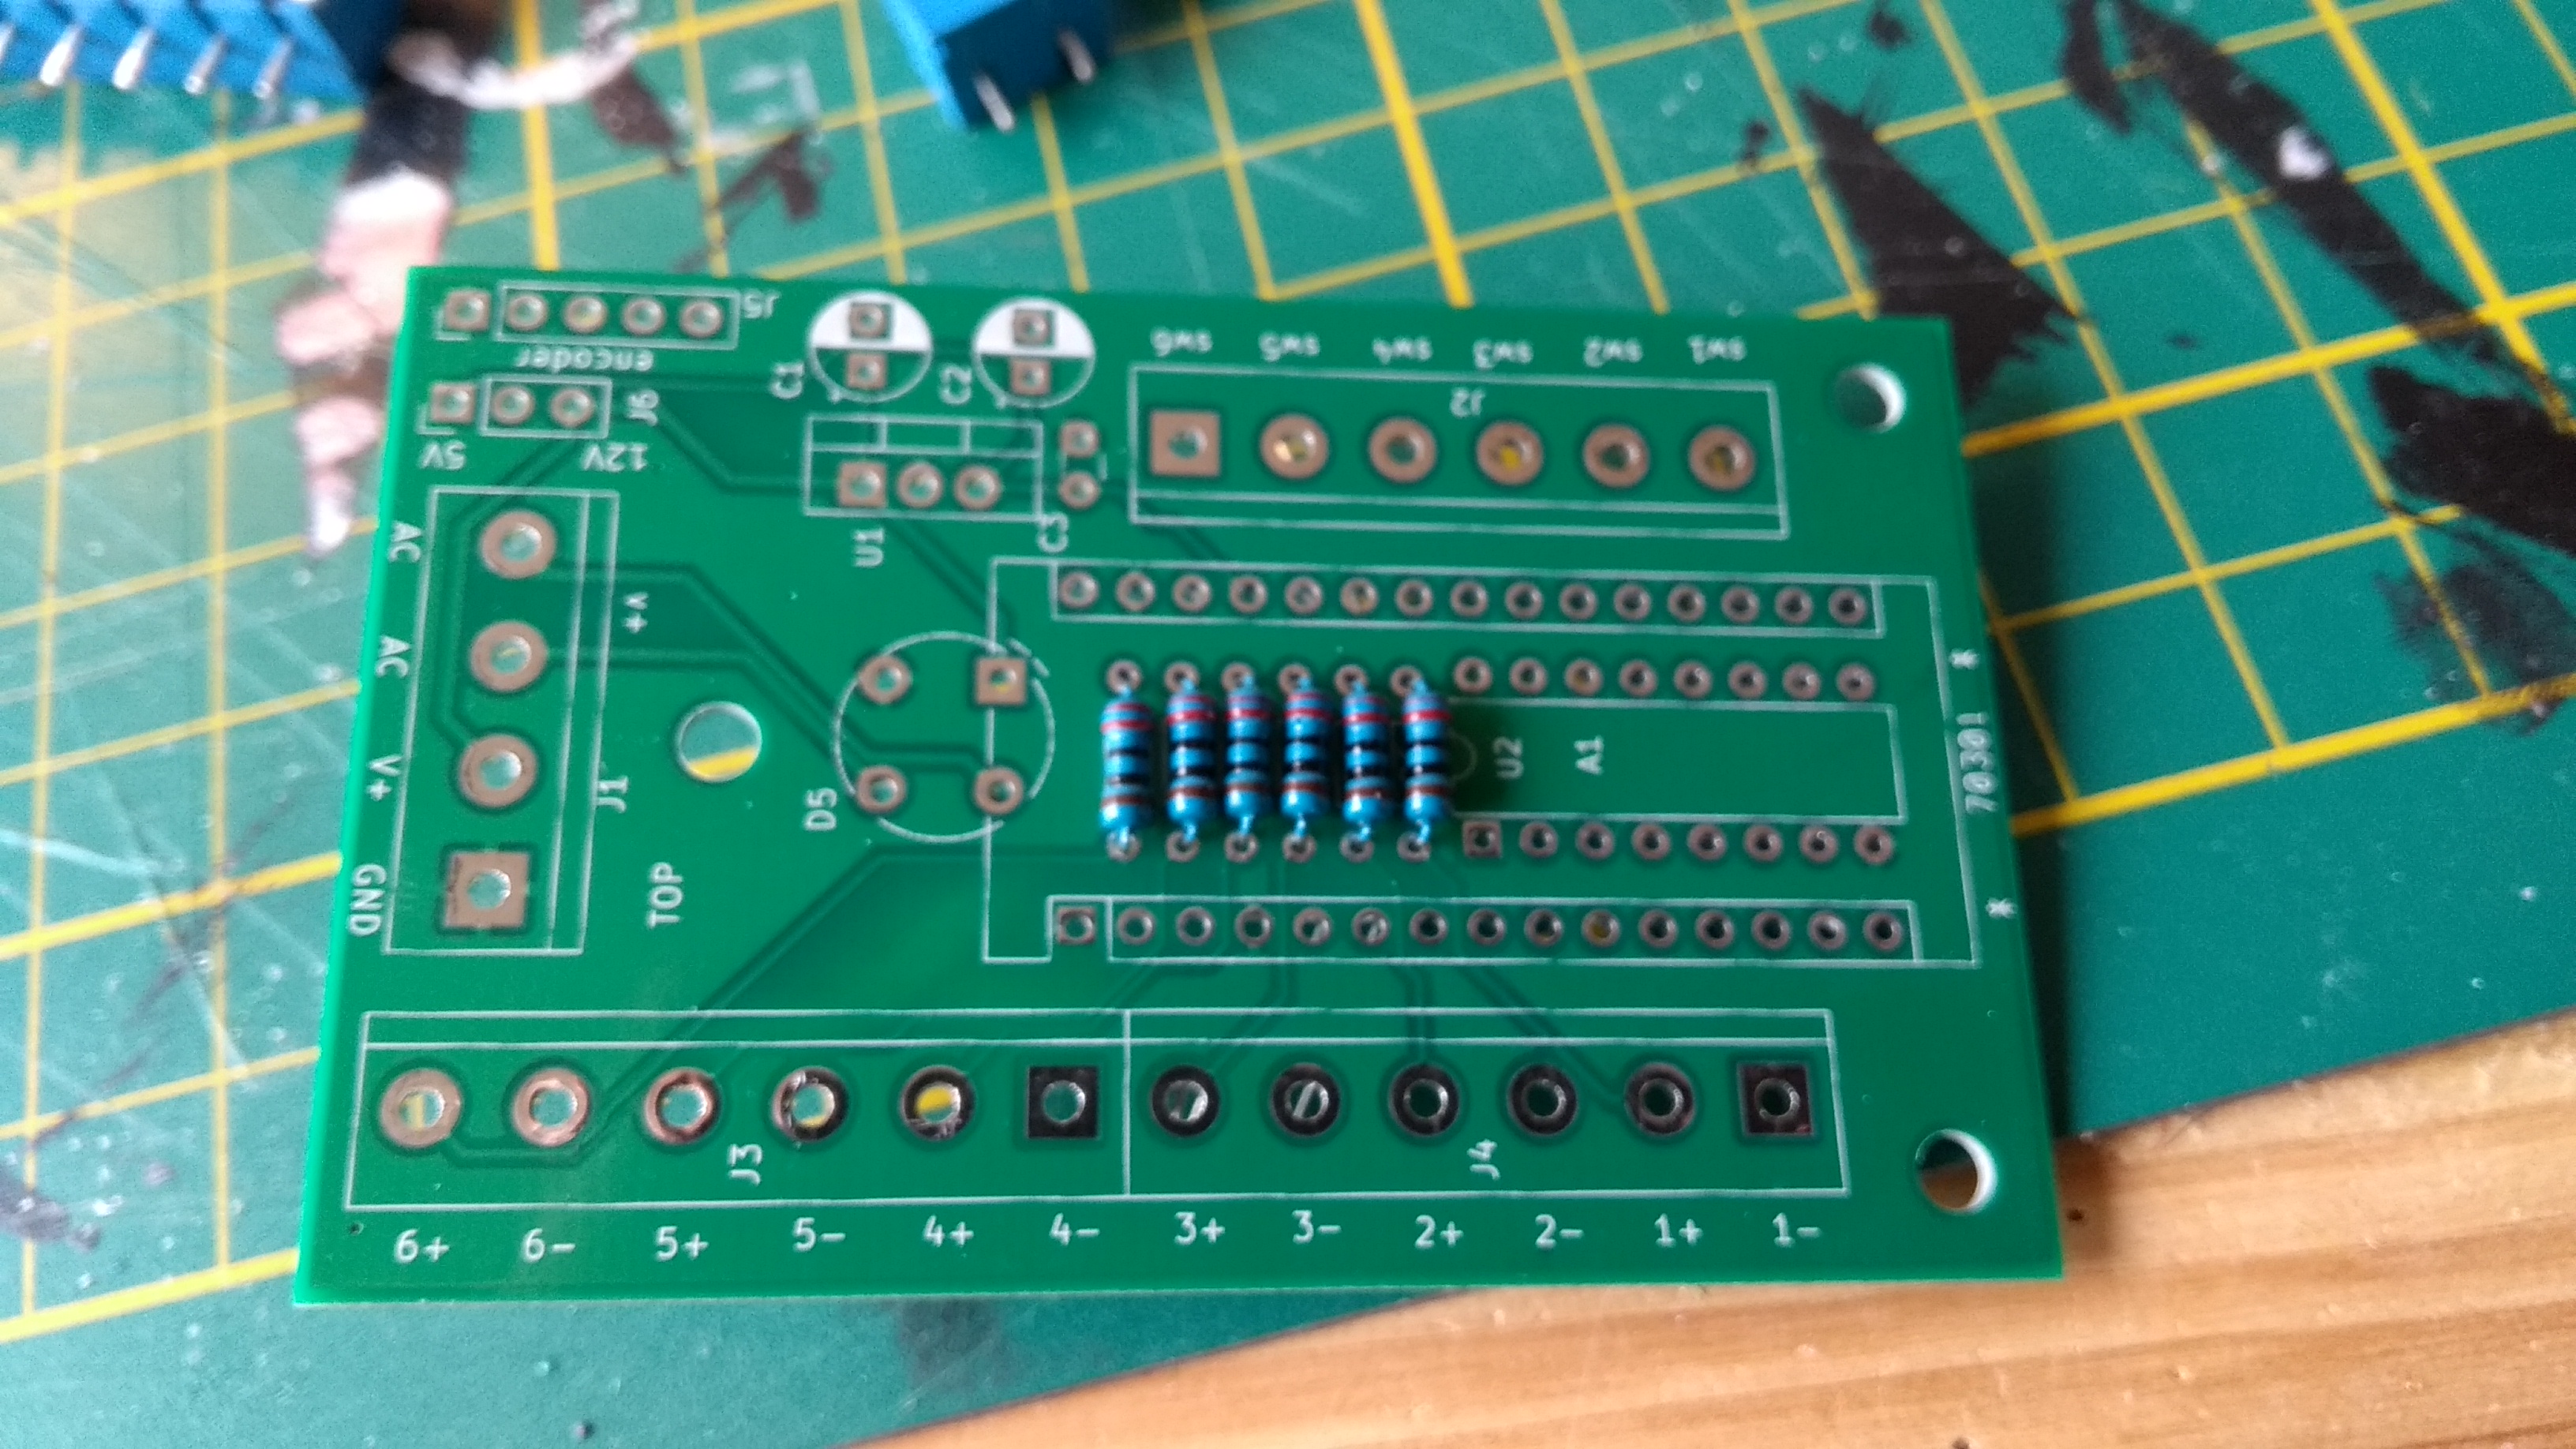 J5
encoder
C1
C2
sw6 sw5 sw4 sw3 sw2 sw1
J2
J6
5V 12V
AC
AC
V+
GND
V+
J1
U1
C3
D5
TOP
U2
A1
* 70301 *
J3
J4
6+ 6- 5+ 5- 4+ 4- 3+ 3- 2+ 2- 1+ 1-